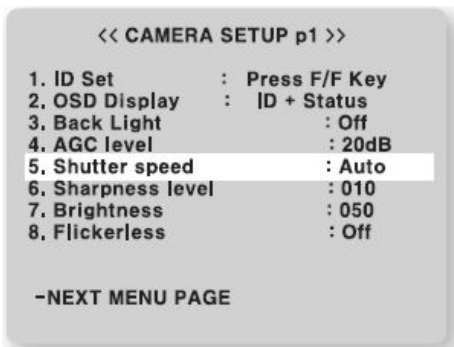 << CAMERA SETUP p1 >>
1. ID Set : Press F/F Key
2. OSD Display : ID + Status
3. Back Light : Off
4. AGC level : 20dB
5. Shutter speed : Auto
6. Sharpness level : 010
7. Brightness : 050
8. Flickerless : Off
-NEXT MENU PAGE